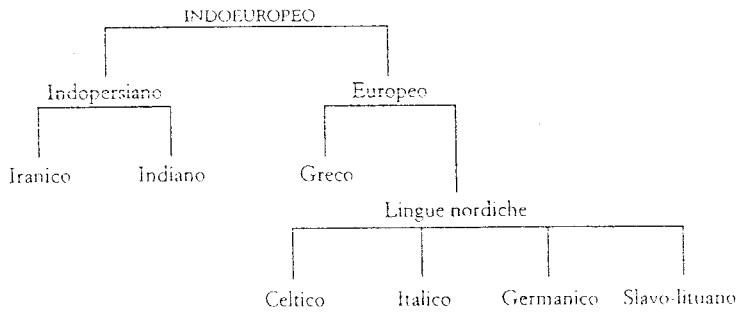 INDOEUROPEO
Indopersiano Europeo
Iranico Indiano Greco
Lingue nordiche
Celtico Italico Germanico Slavo-lituano